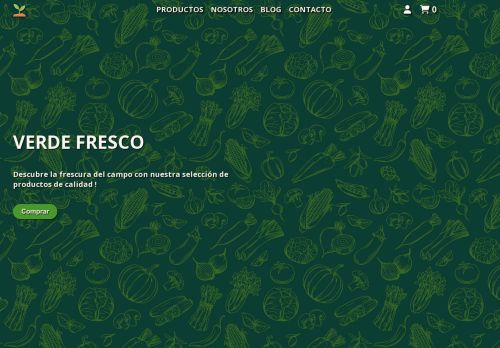 PRODUCTOS NOSOTROS BLOG CONTACTO 0
VERDE FRESCO
Descubre la frescura del campo con nuestra selección de
productos de calidad !
Comprar